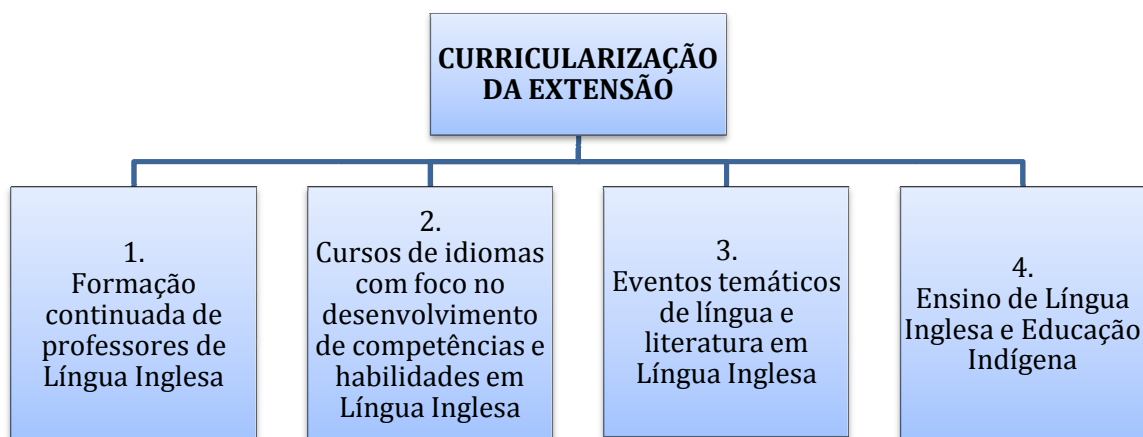 CURRICULARIZAÇÃO
DA EXTENSÃO
1.
Formação
continuada de
professores de
Língua Inglesa
2.
Cursos de idiomas
com foco no
desenvolvimento
de competências e
habilidades em
Língua Inglesa
3.
Eventos temáticos
de língua e
literatura em
Língua Inglesa
4.
Ensino de Língua
Inglesa e Educação
Indígena